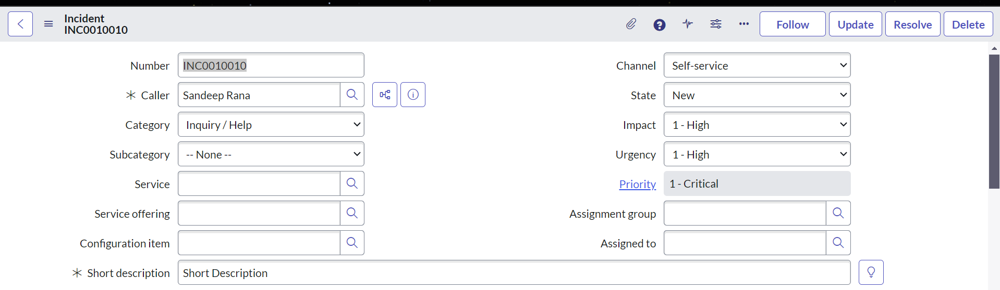 Incident
INC0010010
Follow
Update
Resolve
Delete
Number
INC0010010
Channel
Self-service
Caller
Sandeep Rana
State
New
Category
Inquiry / Help
Impact
1 - High
Subcategory
-- None --
Urgency
1 - High
Service
Priority
1 - Critical
Service offering
Assignment group
Configuration item
Assigned to
Short description
Short Description